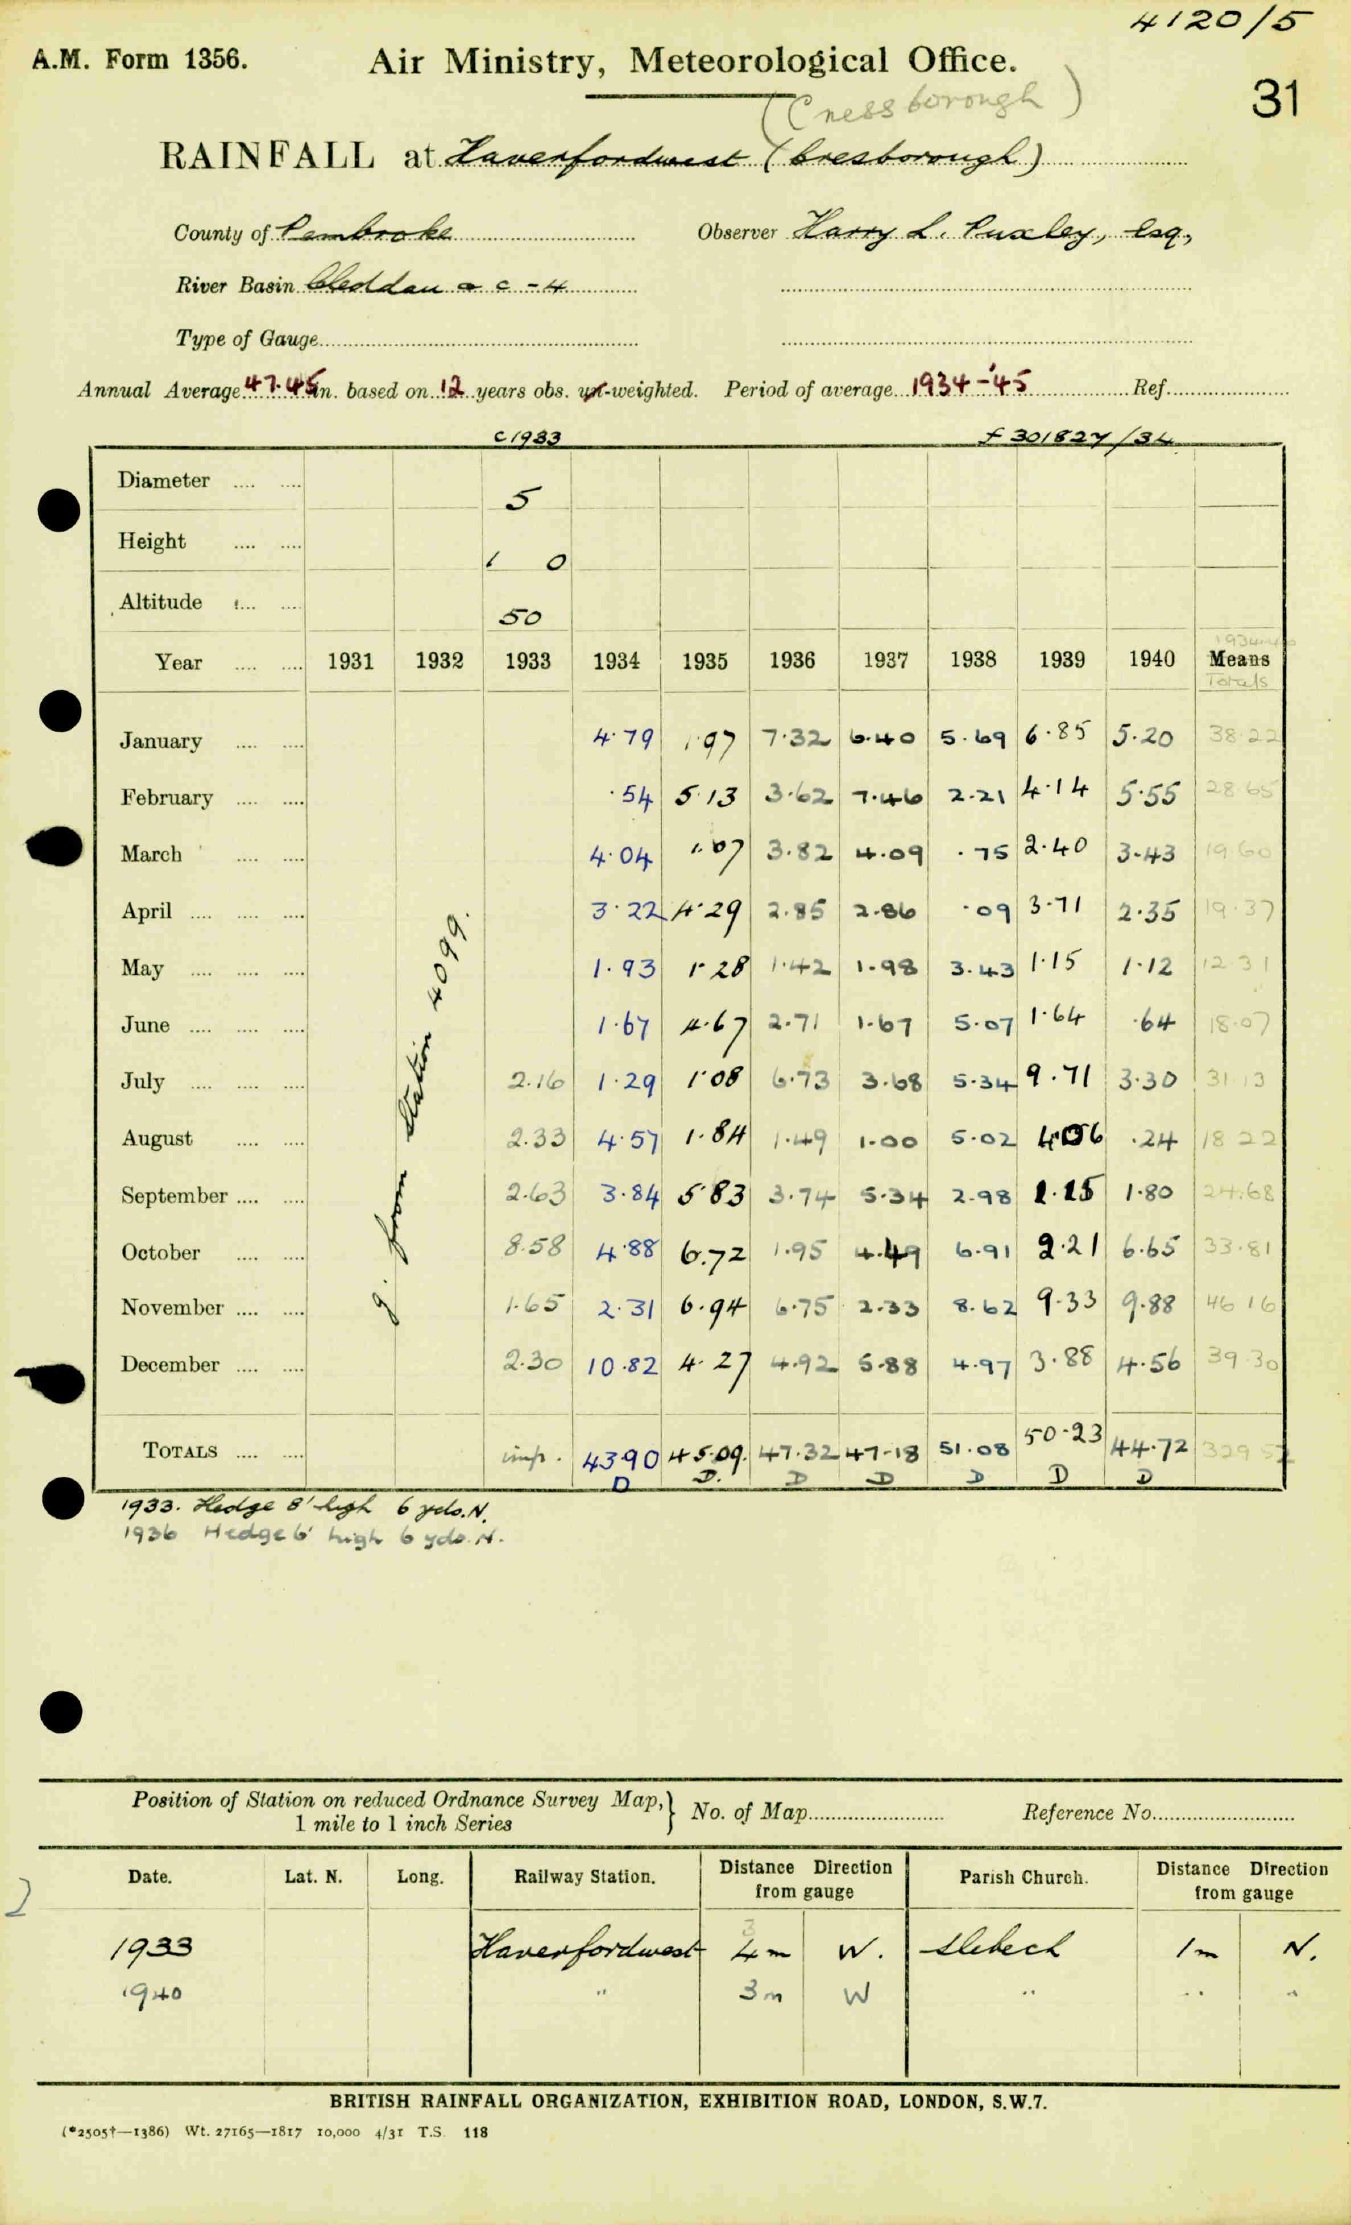 4120/5
A.M. Form 1356. Air Ministry, Meteorological Office.
31
(Cnessborough)
RAINFALL at Haverfordwest (Cresborough)
County of Pembroke Observer Harry L. Puxley, Esq,
River Basin Cleddau a c - 4
Type of Gauge
Annual Average 47.45 in. based on 12 years obs. un-weighted. Period of average 1934-'45 Ref.
c 1933 f 301827/34
Diameter .... .... 5
Height .... .... 1 0
Altitude .... .... 50
Year .... .... 1931 1932 1933 1934 1935 1936 1937 1938 1939 1940 Means
Totals
January .... .... 4.79 1.97 7.32 6.40 5.69 6.85 5.20 38.22
February .... .... .54 5.13 3.62 7.46 2.21 4.14 5.55 28.65
March .... .... 4.04 1.07 3.82 4.09 .75 2.40 3.43 19.60
April .... .... .... 3.22 4.29 2.85 2.86 .09 3.71 2.35 19.37
May .... .... .... 1.93 1.28 1.42 1.98 3.43 1.15 1.12 12.31
June .... .... .... 1.67 4.67 2.71 1.67 5.07 1.64 .64 18.07
July .... .... .... 2.16 1.29 1.08 6.73 3.68 5.34 9.71 3.30 31.13
August .... .... 2.33 4.57 1.84 1.49 1.00 5.02 4.06 .24 18.22
September .... .... 2.63 3.84 5.83 3.74 5.34 2.98 1.15 1.80 24.68
October .... .... 8.58 4.88 6.72 1.95 4.49 6.91 2.21 6.65 33.81
November .... .... 1.65 2.31 6.94 6.75 2.33 8.62 9.33 9.88 46.16
December .... .... 2.30 10.82 4.27 4.92 5.88 4.97 3.88 4.56 39.30
TOTALS .... .... imp. 43.90 45.09. 47.32 47.18 51.08 50.23 44.72 329.52
D D. D D D D D
g. from Station 4099.
1933. Hedge 8' high 6 yds. N.
1936 Hedge 6' high 6 yds. N.
Position of Station on reduced Ordnance Survey Map,} No. of Map Reference No.
1 mile to 1 inch Series
Date. Lat. N. Long. Railway Station. Distance Direction from gauge Parish Church. Distance Direction from gauge
2
3
1933 Haverfordwest 4 m W. Slebech 1 m N.
1940 " 3 m W " " "
BRITISH RAINFALL ORGANIZATION, EXHIBITION ROAD, LONDON, S.W.7.
(*2505†—1386) Wt. 27165—1817 10,000 4/31 T.S. 118